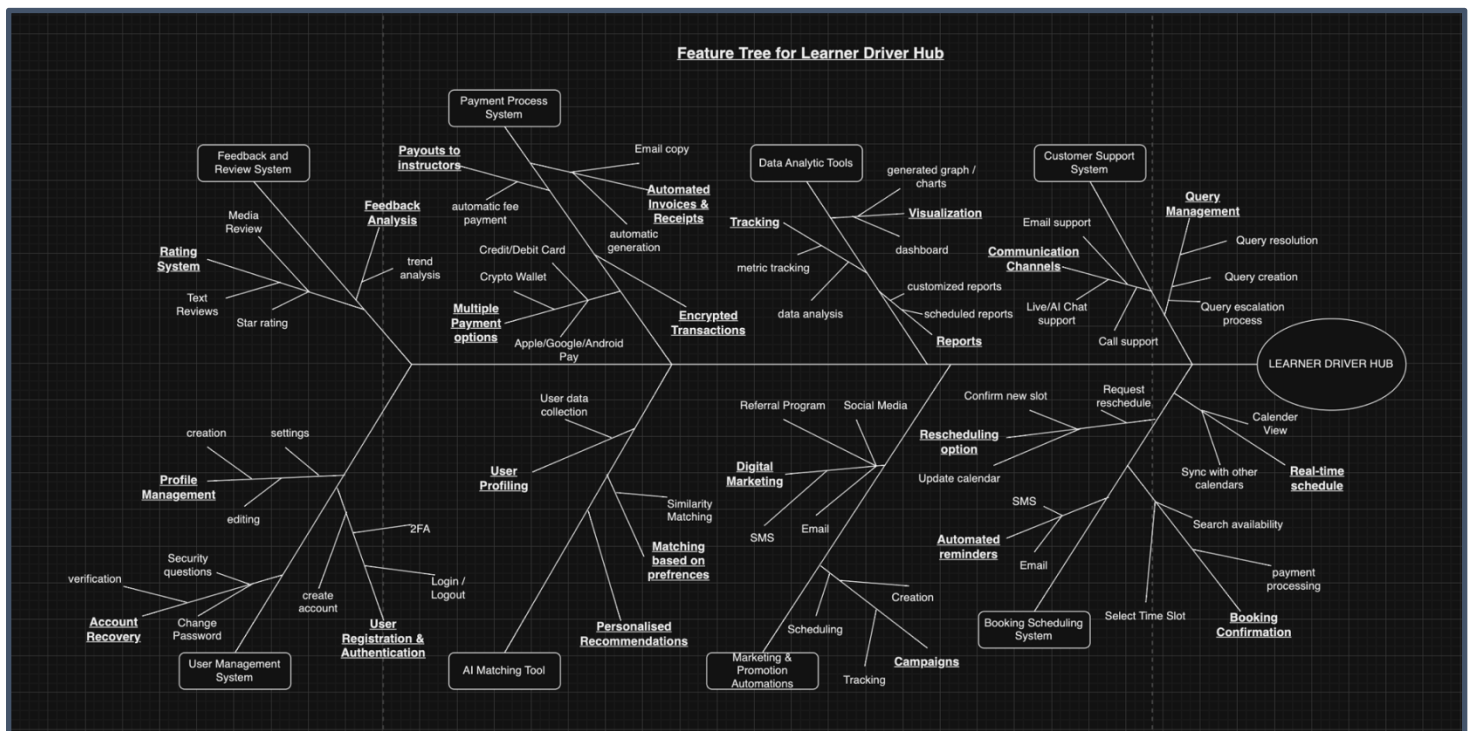 Feature Tree for Learner Driver Hub
Payment Process
System
Feedback and
Review System
Data Analytic Tools
Customer Support
System
Payouts to
instructors
automatic fee
payment
Email copy
Automated
Invoices &
Receipts
automatic
generation
Media
Review
Feedback
Analysis
Rating
System
trend
analysis
Text
Reviews
Star rating
Credit/Debit Card
Crypto Wallet
Multiple
Payment
options
Apple/Google/Android
Pay
Encrypted
Transactions
generated graph /
charts
Visualization
dashboard
Tracking
metric tracking
data analysis
customized reports
scheduled reports
Reports
Email support
Communication
Channels
Live/AI Chat
support
Call support
Query
Management
Query resolution
Query creation
Query escalation
process
LEARNER DRIVER HUB
creation
settings
Profile
Management
editing
2FA
Security
questions
verification
Account
Recovery
Change
Password
create
account
Login /
Logout
User
Registration &
Authentication
User Management
System
User data
collection
User
Profiling
Similarity
Matching
Matching
based on
prefrences
Personalised
Recommendations
AI Matching Tool
Referral Program
Social Media
Digital
Marketing
SMS
Email
Creation
Scheduling
Campaigns
Tracking
Marketing &
Promotion
Automations
Confirm new slot
Request
reschedule
Rescheduling
option
Update calendar
Calender
View
Sync with other
calendars
Real-time
schedule
SMS
Automated
reminders
Email
Search availability
payment
processing
Select Time Slot
Booking
Confirmation
Booking Scheduling
System